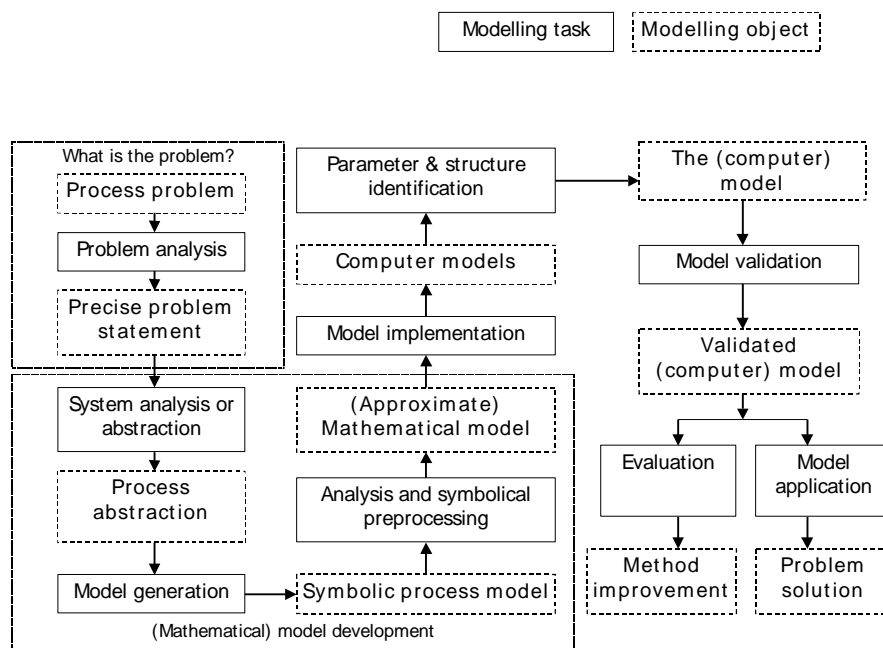 Modelling task
Modelling object
What is the problem?
Process problem
Problem analysis
Precise problem
statement
System analysis or
abstraction
Process
abstraction
Model generation
(Mathematical) model development
Symbolic process model
Analysis and symbolical
preprocessing
(Approximate)
Mathematical model
Model implementation
Computer models
Parameter & structure
identification
The (computer)
model
Model validation
Validated
(computer) model
Evaluation
Model
application
Method
improvement
Problem
solution